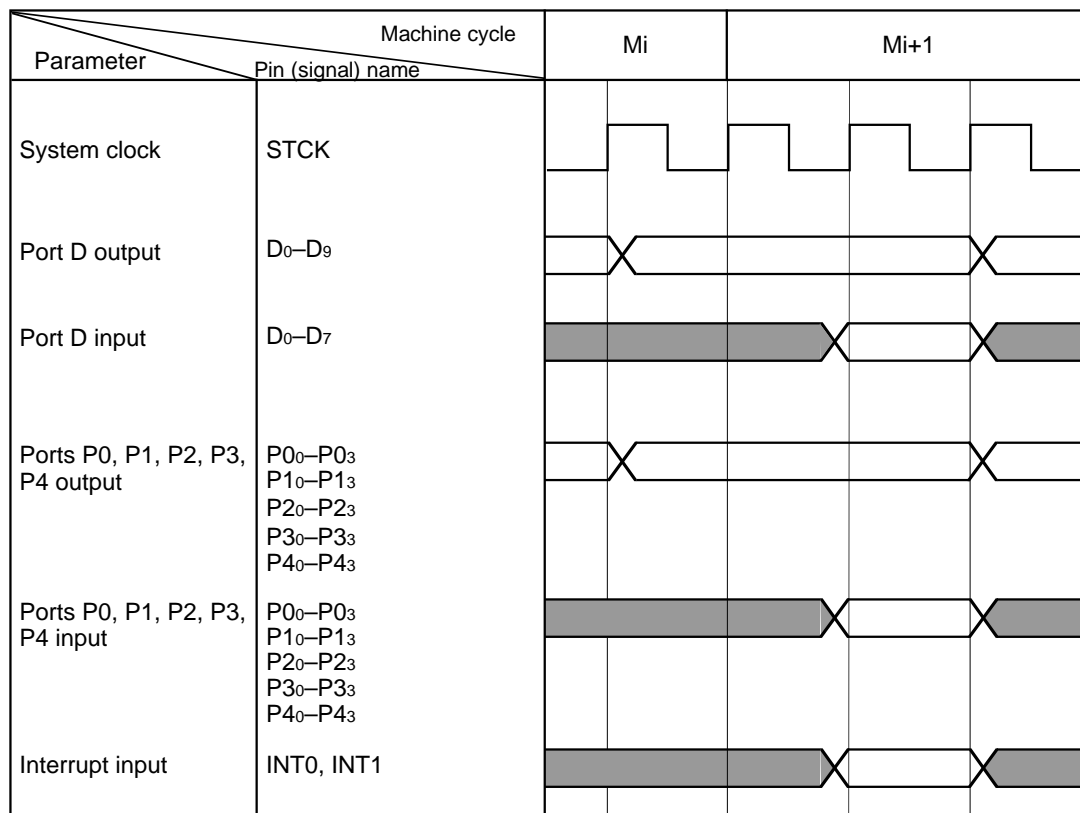 Machine cycle
Parameter
Pin (signal) name
Mi
Mi+1
System clock
STCK
Port D output
D0–D9
Port D input
D0–D7
Ports P0, P1, P2, P3,
P4 output
P00–P03
P10–P13
P20–P23
P30–P33
P40–P43
Ports P0, P1, P2, P3,
P4 input
P00–P03
P10–P13
P20–P23
P30–P33
P40–P43
Interrupt input
INT0, INT1